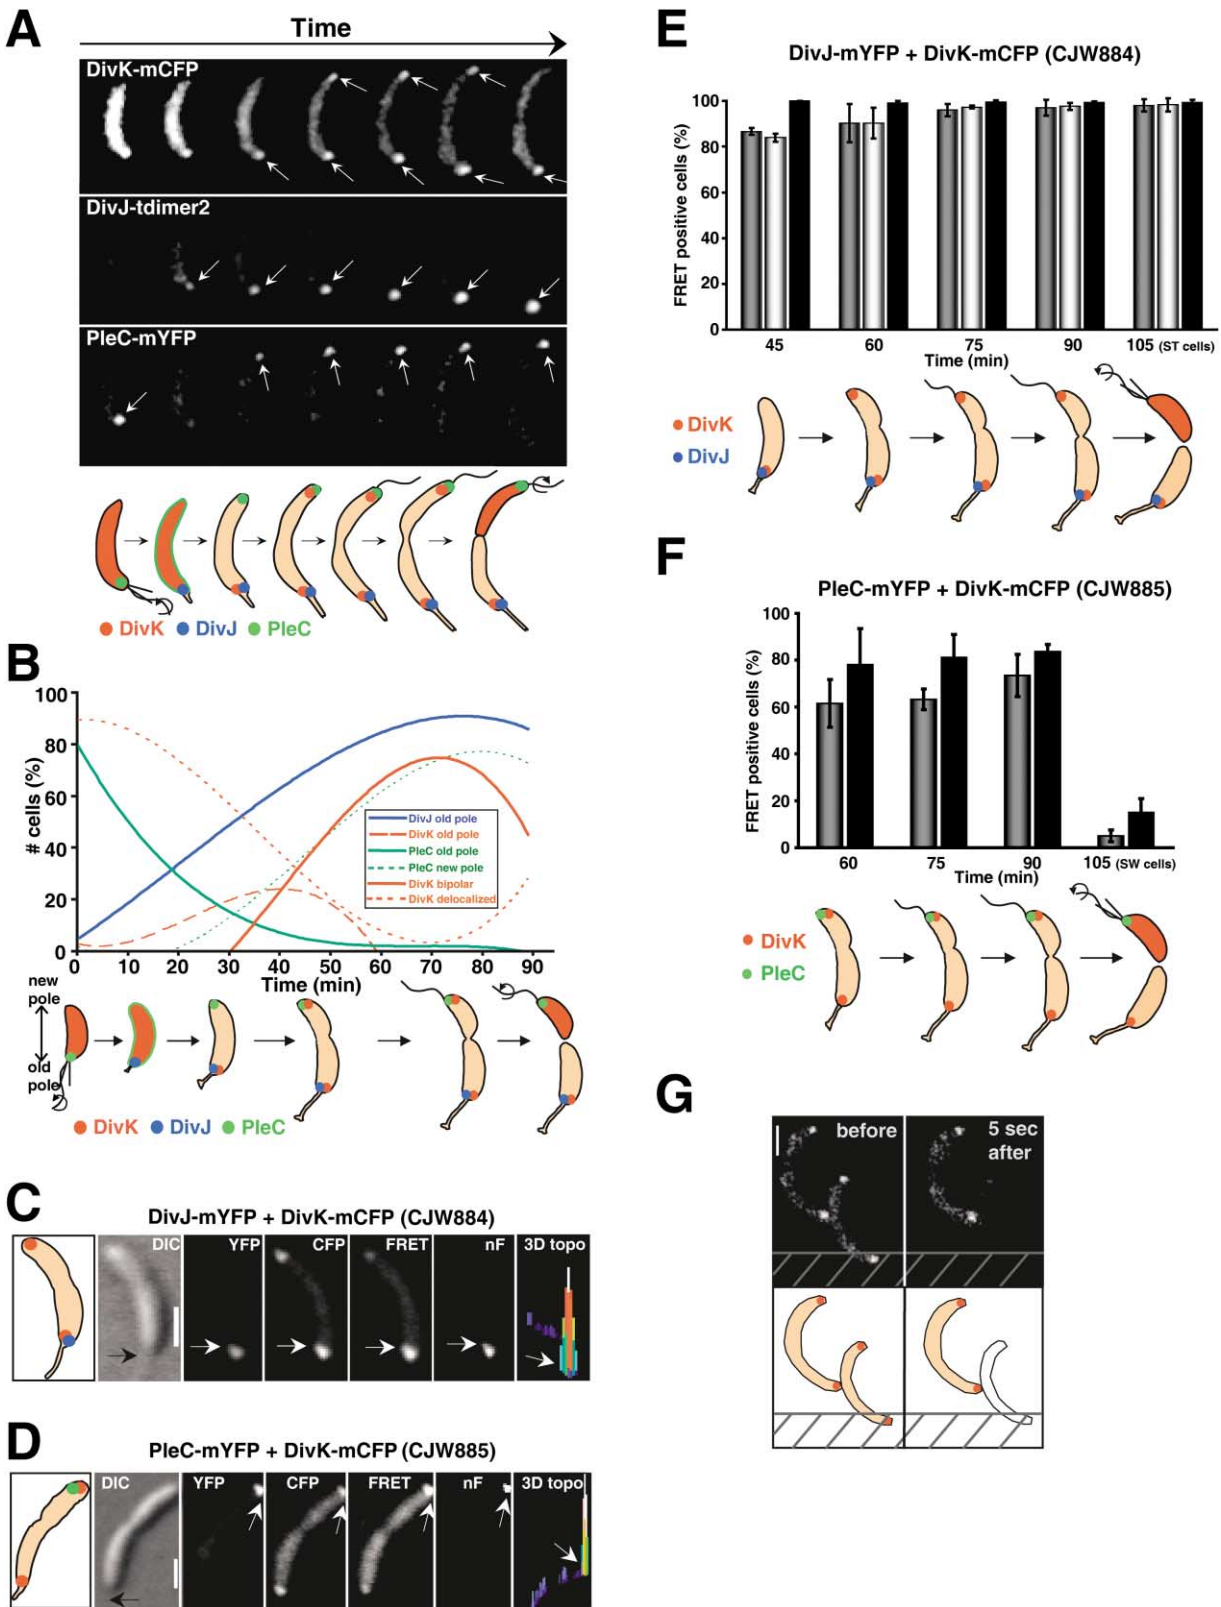 A
Time
DivK-mCFP
DivJ-tdimer2
PleC-mYFP
DivK DivJ PleC
B
# cells (%)
100
80
60
40
20
0
0 10 20 30 40 50 60 70 80 90
Time (min)
DivJ old pole
DivK old pole
PleC old pole
PleC new pole
DivK bipolar
DivK delocalized
new
pole
old
pole
DivK DivJ PleC
C
DivJ-mYFP + DivK-mCFP (CJW884)
DIC YFP CFP FRET nF 3D topo
D
PleC-mYFP + DivK-mCFP (CJW885)
DIC YFP CFP FRET nF 3D topo
E
DivJ-mYFP + DivK-mCFP (CJW884)
FRET positive cells (%)
100
80
60
40
20
0
45 60 75 90 105 (ST cells)
Time (min)
DivK
DivJ
F
PleC-mYFP + DivK-mCFP (CJW885)
FRET positive cells (%)
100
80
60
40
20
0
60 75 90 105 (SW cells)
Time (min)
DivK
PleC
G
before
5 sec
after